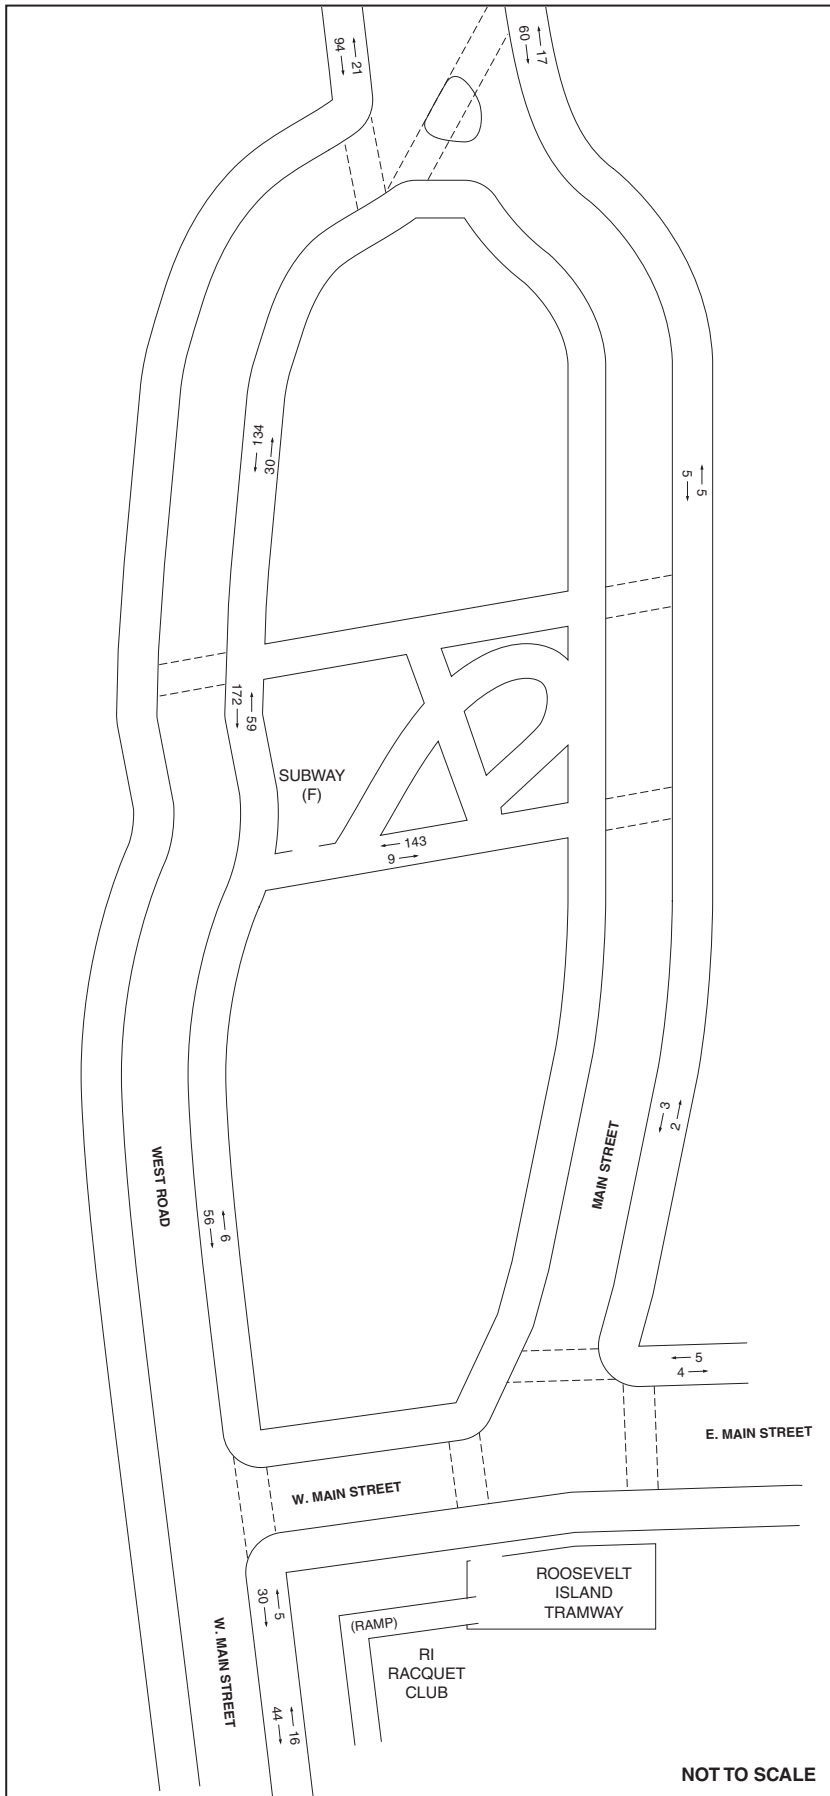 94
21
60
17
134
30
5
5
172
59
SUBWAY
(F)
143
9
3
2
MAIN STREET
WEST ROAD
56
6
5
4
E. MAIN STREET
W. MAIN STREET
ROOSEVELT
ISLAND
TRAMWAY
30
5
(RAMP)
RI
RACQUET
CLUB
W. MAIN STREET
44
16
NOT TO SCALE